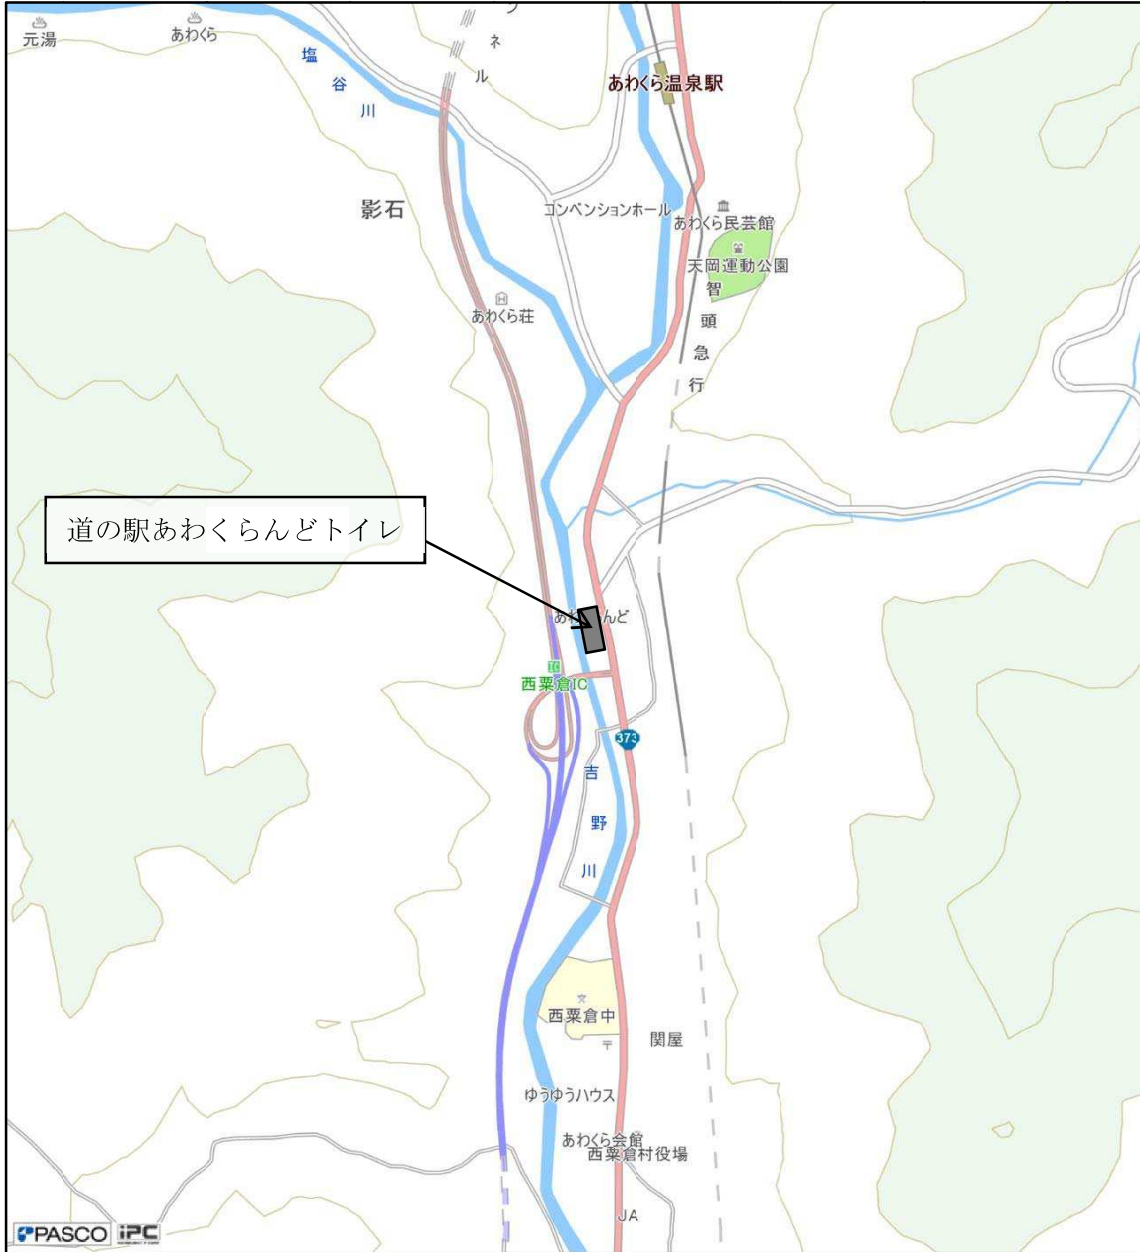 元湯
あわくら
塩谷川
ネル
あわくら温泉駅
影石
コンベンションホール
あわくら民芸館
天岡運動公園
智頭急行
あわくら荘
道の駅あわくらんどトイレ
西粟倉IC
373
吉野川
西粟倉中
関屋
ゆうゆうハウス
あわくら会館
西粟倉村役場
JA
PASCO iPC